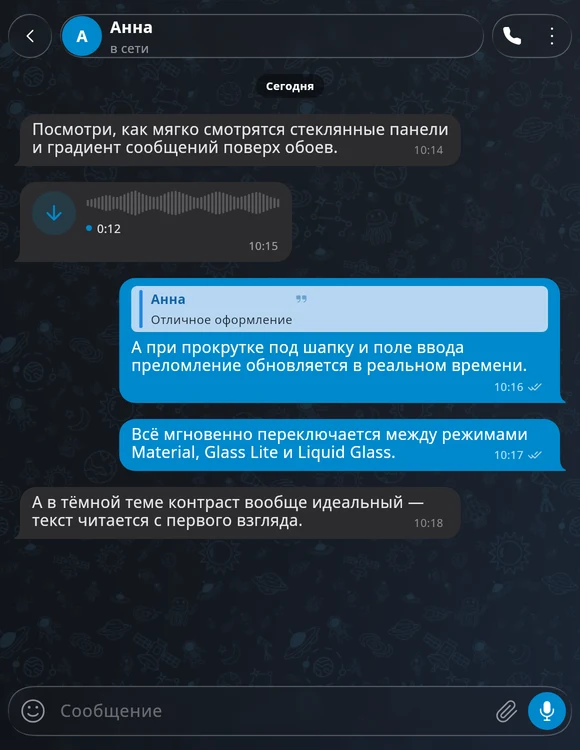 А
Анна
в сети
Сегодня
Посмотри, как мягко смотрятся стеклянные панели
и градиент сообщений поверх обоев.
10:14
0:12
10:15
Анна
Отличное оформление
А при прокрутке под шапку и поле ввода
преломление обновляется в реальном времени.
10:16
Всё мгновенно переключается между режимами
Material, Glass Lite и Liquid Glass.
10:17
А в тёмной теме контраст вообще идеальный —
текст читается с первого взгляда.
10:18
Сообщение